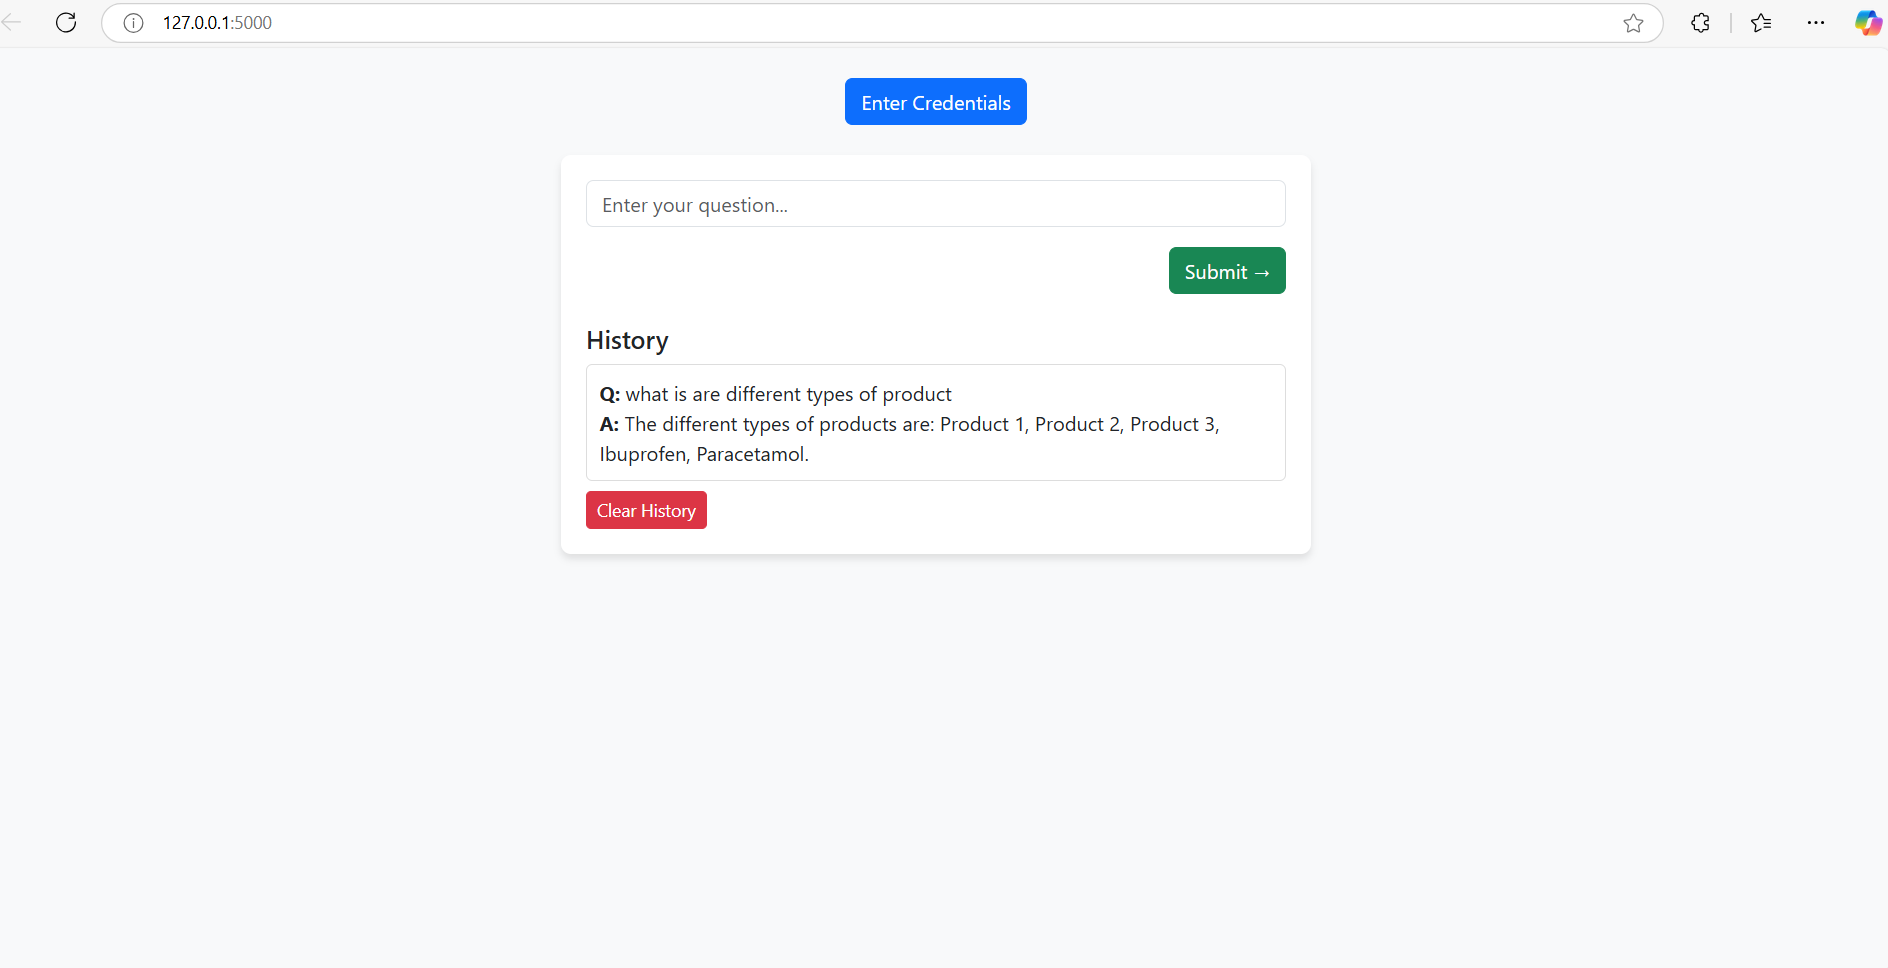 127.0.0.1:5000
Enter Credentials
Enter your question...
Submit →
History
Q: what is are different types of product
A: The different types of products are: Product 1, Product 2, Product 3,
Ibuprofen, Paracetamol.
Clear History